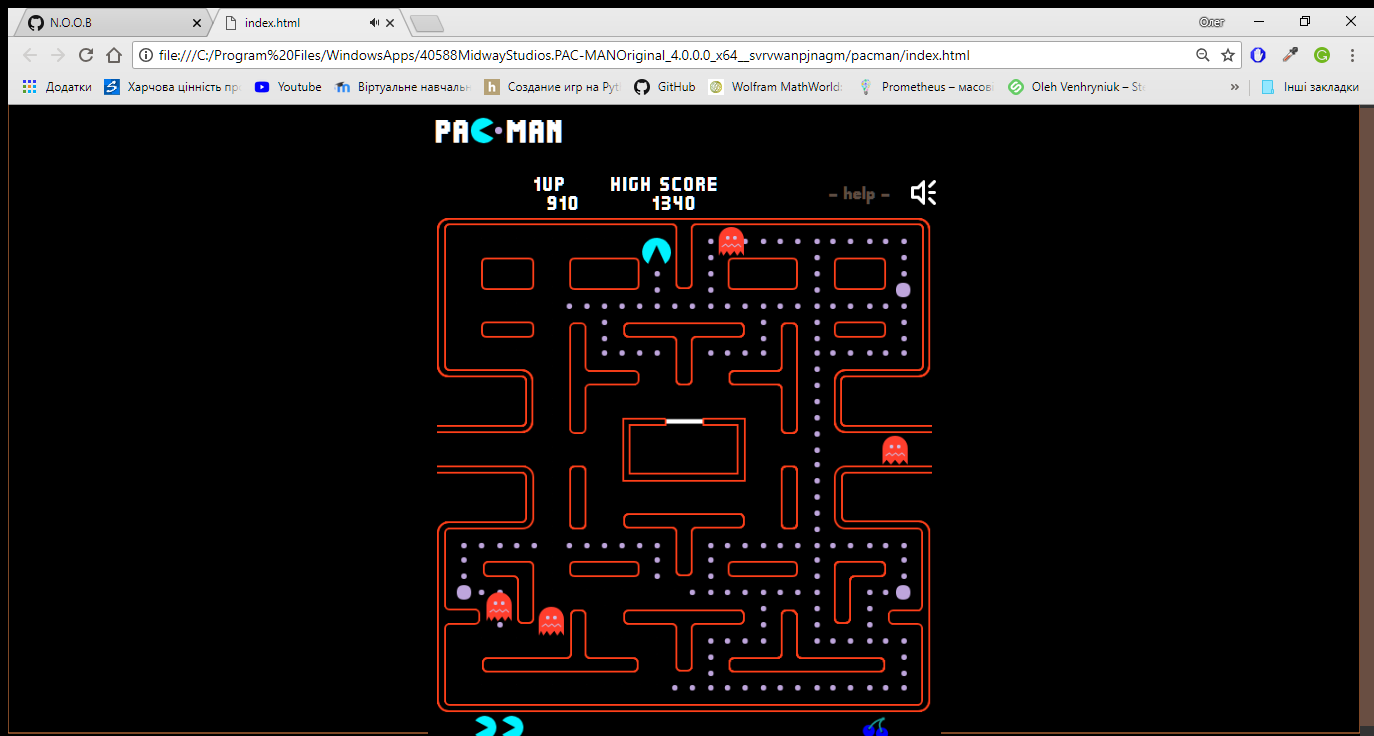 N.O.O.B
index.html
Олег
file:///C:/Program%20Files/WindowsApps/40588MidwayStudios.PAC-MANOriginal_4.0.0.0_x64__svrvwanpjnagm/pacman/index.html
Додатки
Харчова цінність пр
Youtube
Віртуальне навчаль
Создание игр на Pyt
GitHub
Wolfram MathWorld:
Prometheus – масові
Oleh Venhryniuk – St
»
Інші закладки
PAC-MAN
1UP
HIGH SCORE
910
1340
– help –